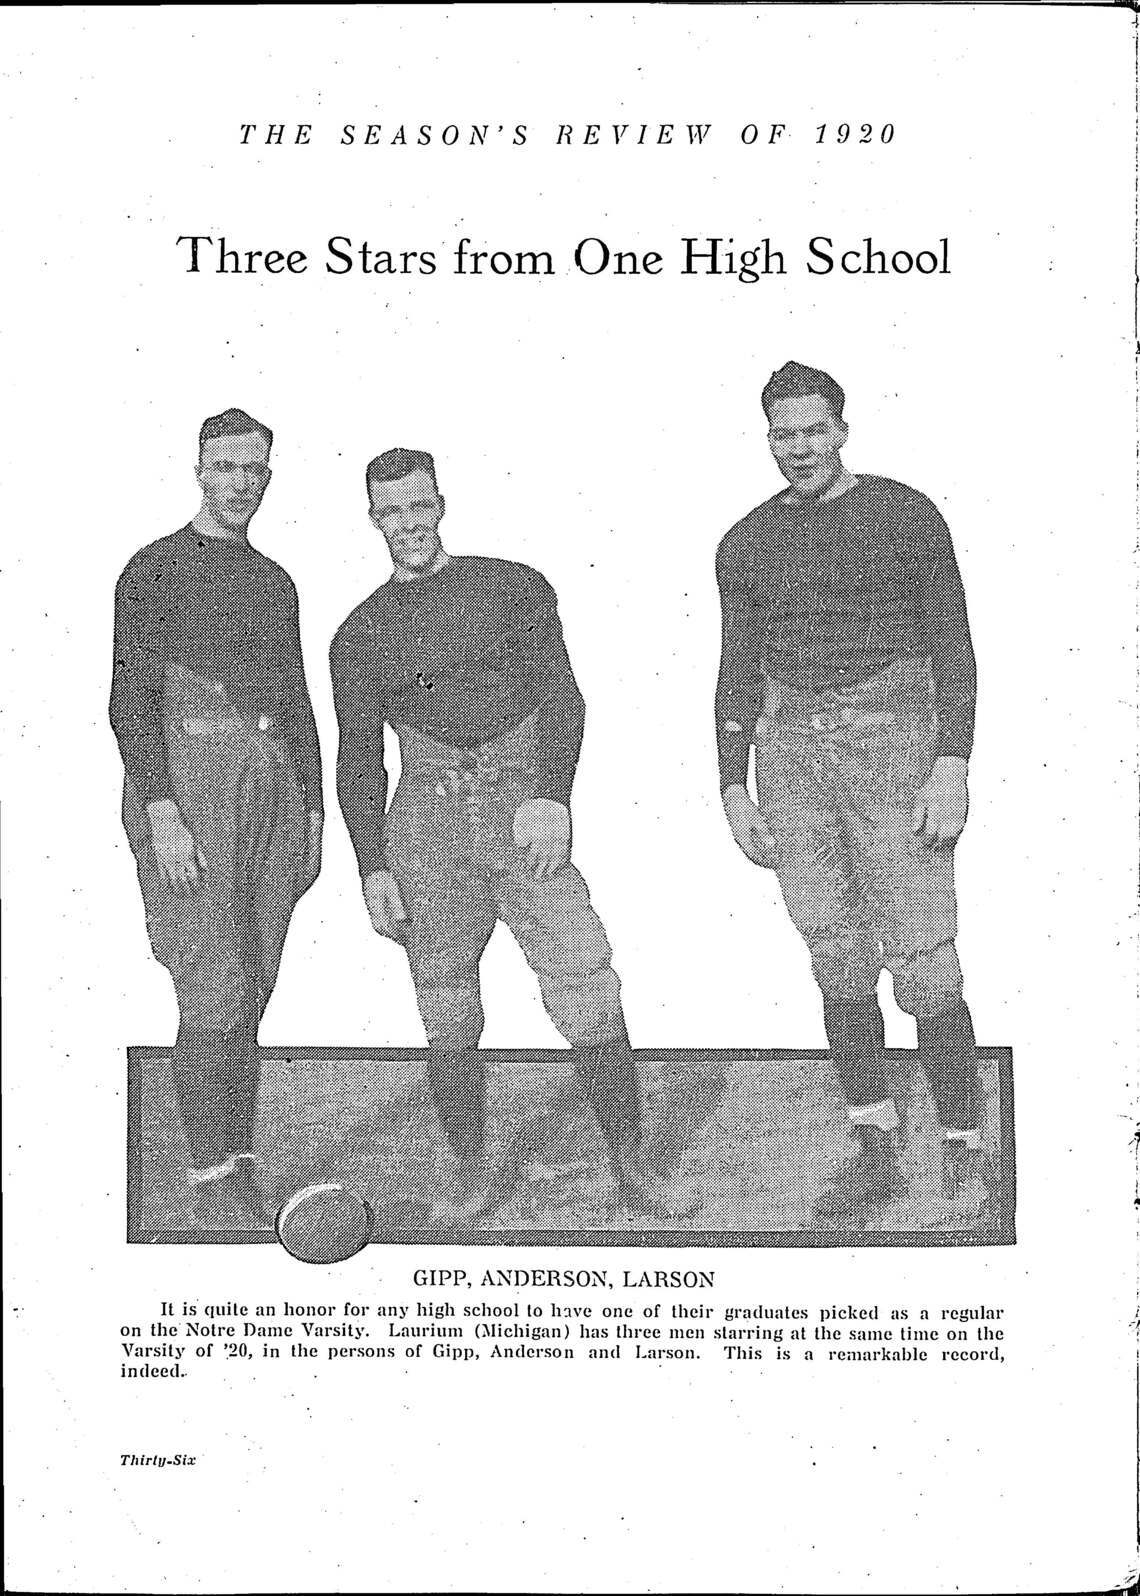 THE SEASON'S REVIEW OF 1920
Three Stars from One High School
GIPP, ANDERSON, LARSON
It is quite an honor for any high school to have one of their graduates picked as a regular
on the Notre Dame Varsity. Laurium (Michigan) has three men starring at the same time on the
Varsity of '20, in the persons of Gipp, Anderson and Larson. This is a remarkable record,
indeed.
Thirty-Six